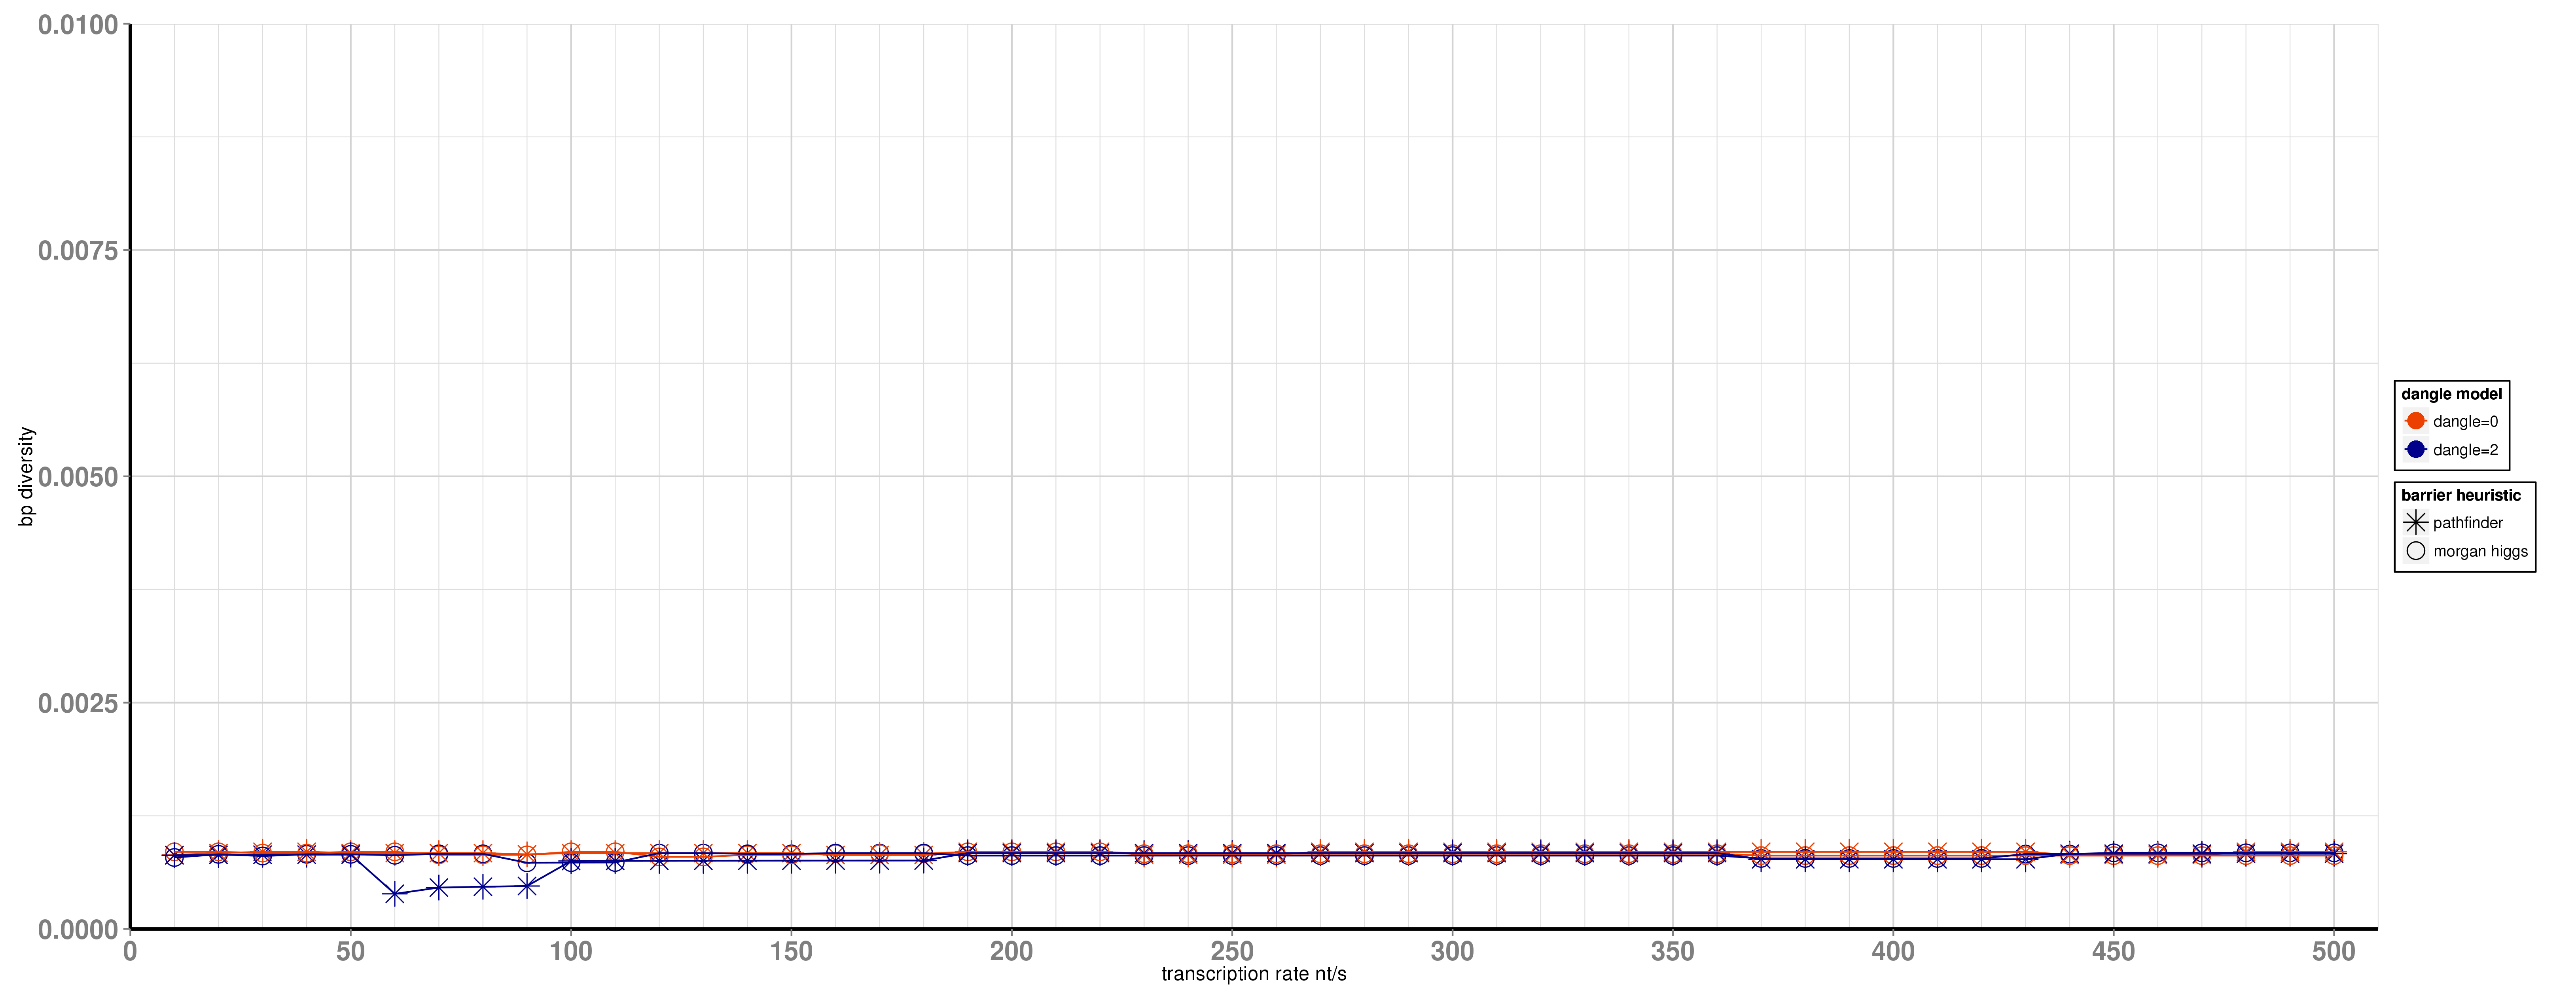 0.0100
0.0075
0.0050
0.0025
0.0000
bp diversity
0 50 100 150 200 250 300 350 400 450 500
transcription rate nt/s
dangle model
dangle=0
dangle=2
barrier heuristic
pathfinder
morgan higgs